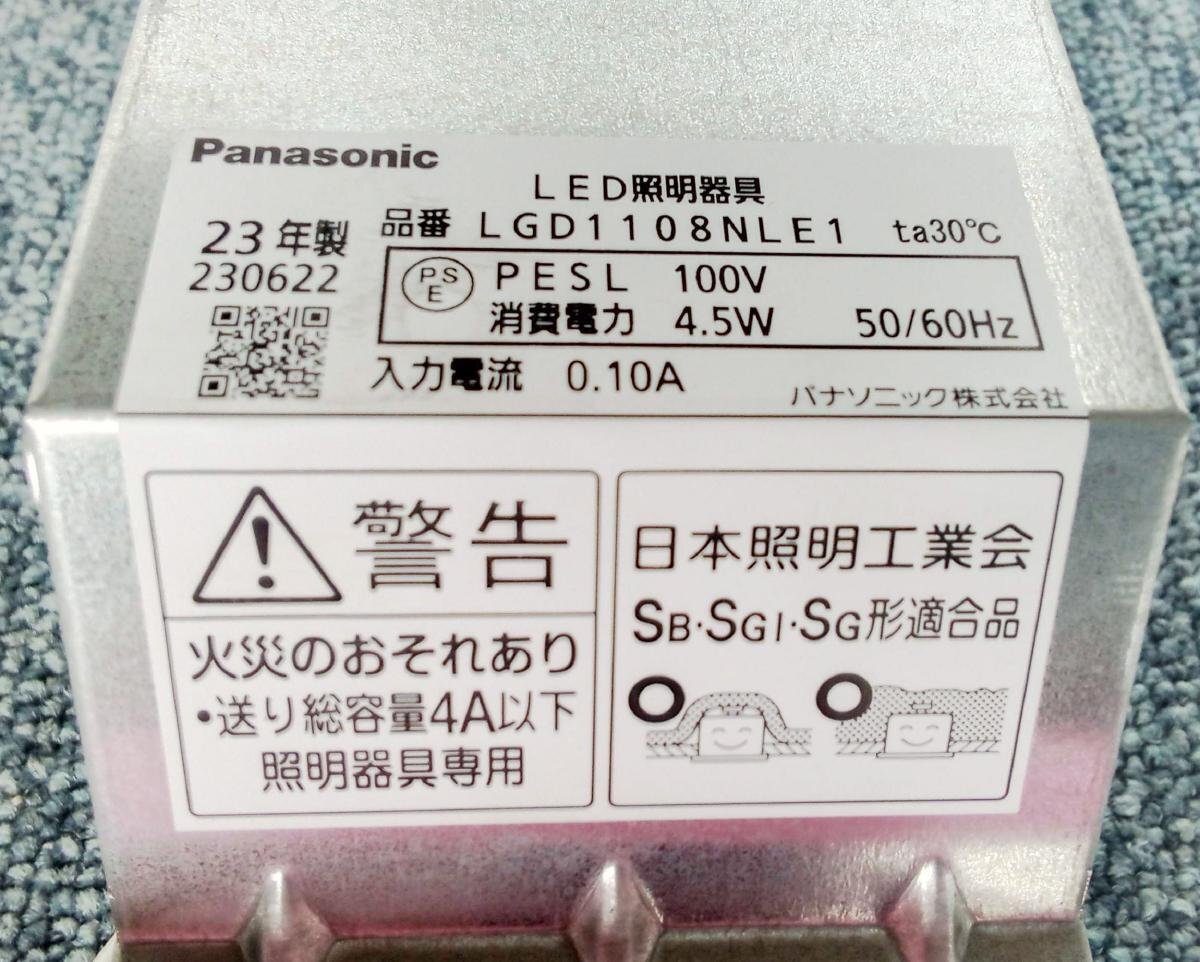 Panasonic
LED照明器具
23年製
品番 LGD1108NLE1 ta30℃
230622
PSE PESL 100V
消費電力 4.5W 50/60Hz
入力電流 0.10A
パナソニック株式会社
警告
火災のおそれあり
・送り総容量4A以下
照明器具専用
日本照明工業会
SB・SGI・SG形適合品